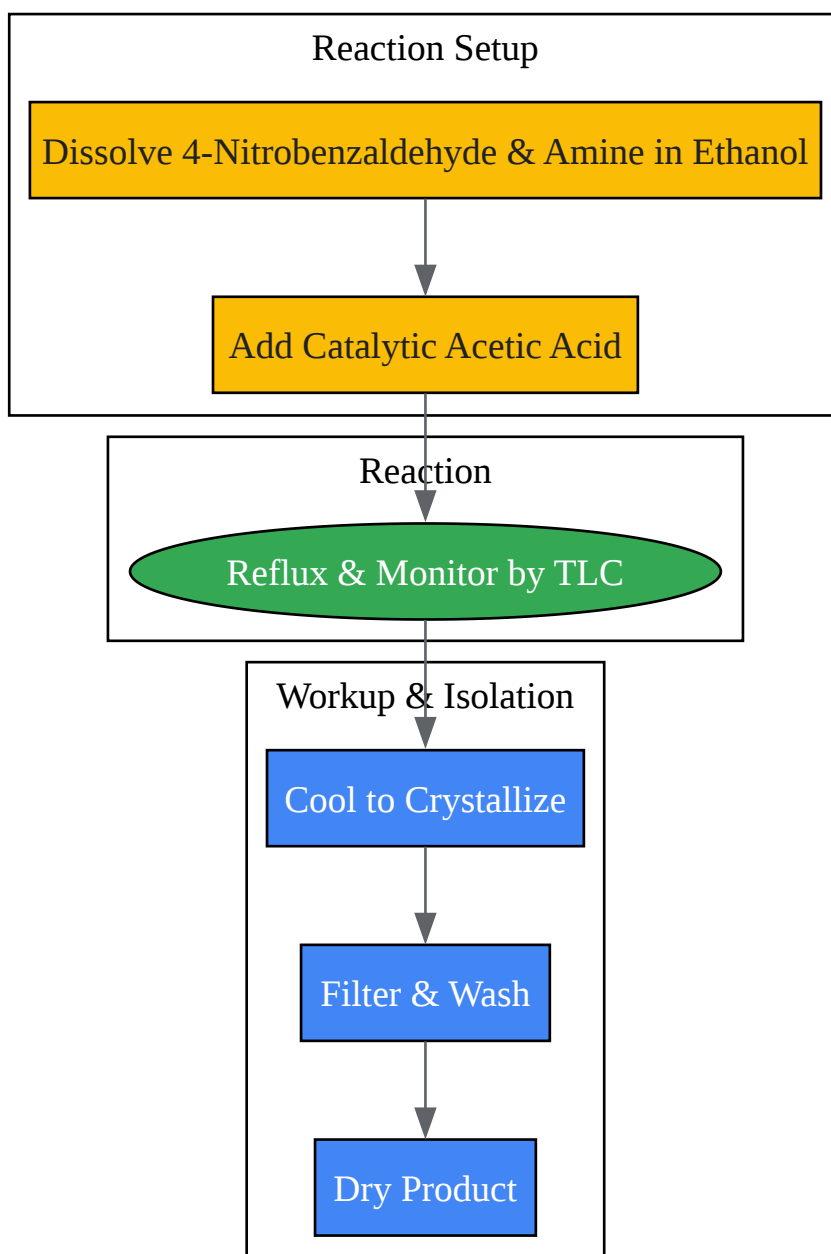 Reaction Setup
Dissolve 4-Nitrobenzaldehyde & Amine in Ethanol
Add Catalytic Acetic Acid
Reaction
Reflux & Monitor by TLC
Workup & Isolation
Cool to Crystallize
Filter & Wash
Dry Product